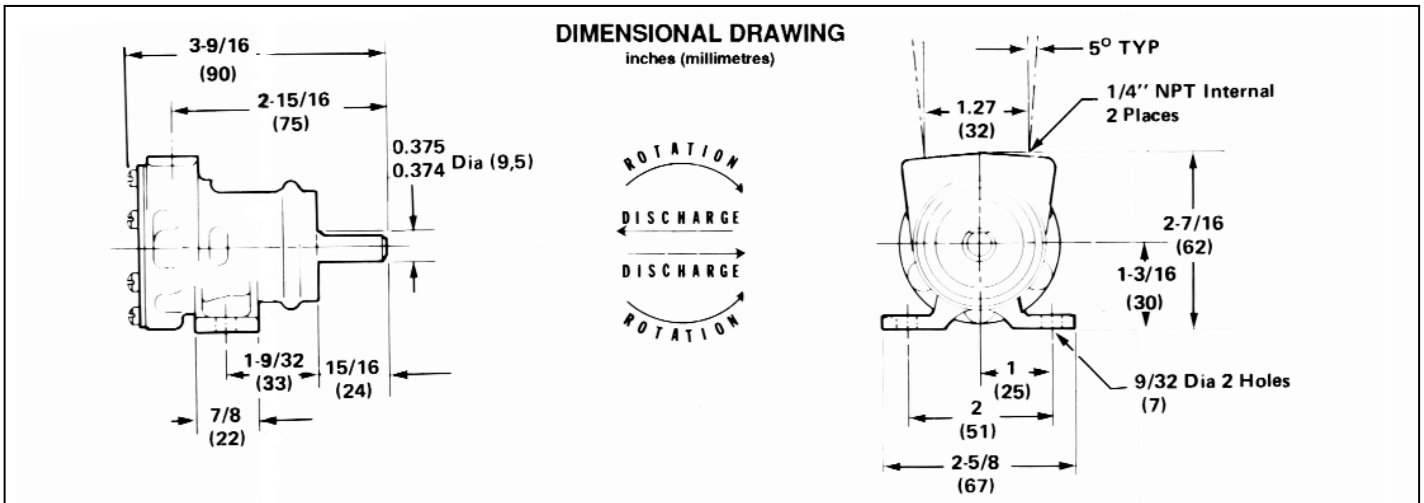 DIMENSIONAL DRAWING
inches (millimetres)
3-9/16
(90)
2-15/16
(75)
0.375
0.374 Dia (9,5)
1-9/32
(33)
15/16
(24)
7/8
(22)
ROTATION
DISCHARGE
DISCHARGE
ROTATION
5° TYP
1/4'' NPT Internal
2 Places
1.27
(32)
2-7/16
(62)
1-3/16
(30)
1
(25)
9/32 Dia 2 Holes
(7)
2
(51)
2-5/8
(67)